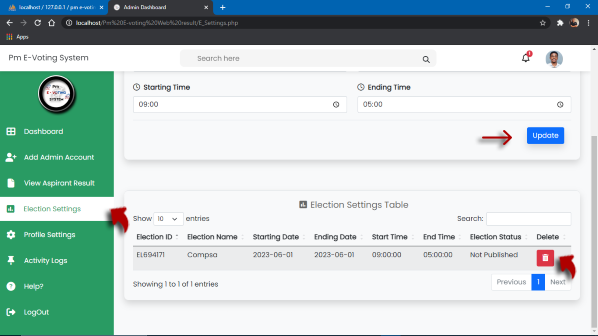 localhost / 127.0.0.1 / pm e-voti
Admin Dashboard
localhost/Pm%20E-voting%20Web%20result/E_Settings.php
Apps
Pm E-Voting System
Search here
1
Pm
E-voting
SYSTEM
Dashboard
Add Admin Account
View Aspirant Result
Election Settings
Profile Settings
Activity Logs
Help?
LogOut
Starting Time
Ending Time
09:00
05:00
Update
Election Settings Table
Show 10 entries
Search:
Election ID Election Name Starting Date Ending Date Start Time End Time Election Status Delete
EL694171 Compsa 2023-06-01 2023-06-01 09:00:00 05:00:00 Not Published
Showing 1 to 1 of 1 entries
Previous 1 Next